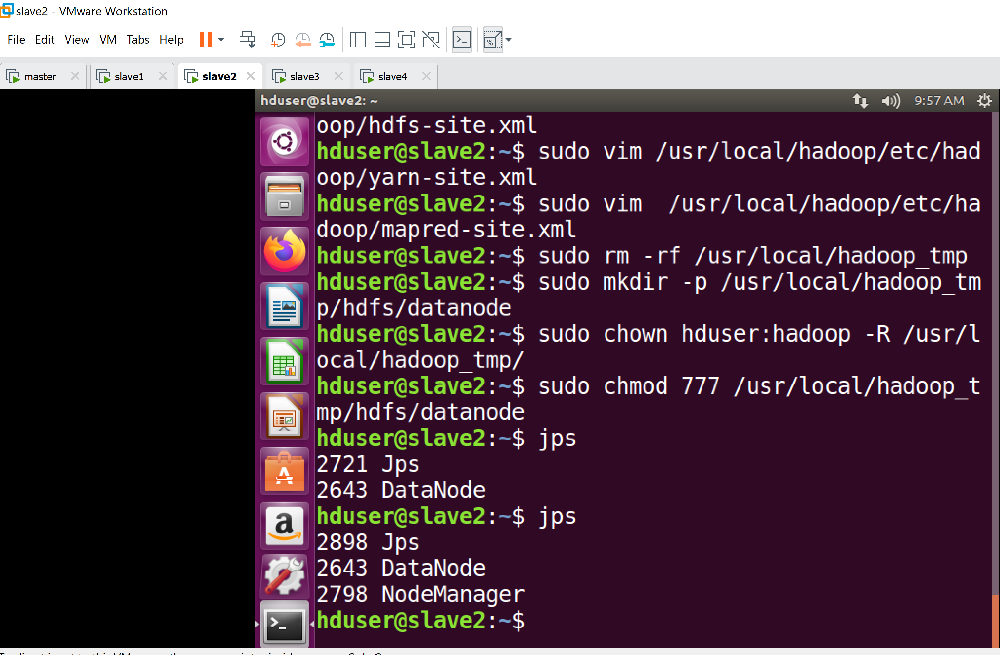 slave2 - VMware Workstation
File Edit View VM Tabs Help
master slave1 slave2 slave3 slave4
hduser@slave2: ~ 9:57 AM
oop/hdfs-site.xml
hduser@slave2:~$ sudo vim /usr/local/hadoop/etc/had
oop/yarn-site.xml
hduser@slave2:~$ sudo vim  /usr/local/hadoop/etc/ha
doop/mapred-site.xml
hduser@slave2:~$ sudo rm -rf /usr/local/hadoop_tmp
hduser@slave2:~$ sudo mkdir -p /usr/local/hadoop_tm
p/hdfs/datanode
hduser@slave2:~$ sudo chown hduser:hadoop -R /usr/l
ocal/hadoop_tmp/
hduser@slave2:~$ sudo chmod 777 /usr/local/hadoop_t
mp/hdfs/datanode
hduser@slave2:~$ jps
2721 Jps
2643 DataNode
hduser@slave2:~$ jps
2898 Jps
2643 DataNode
2798 NodeManager
hduser@slave2:~$